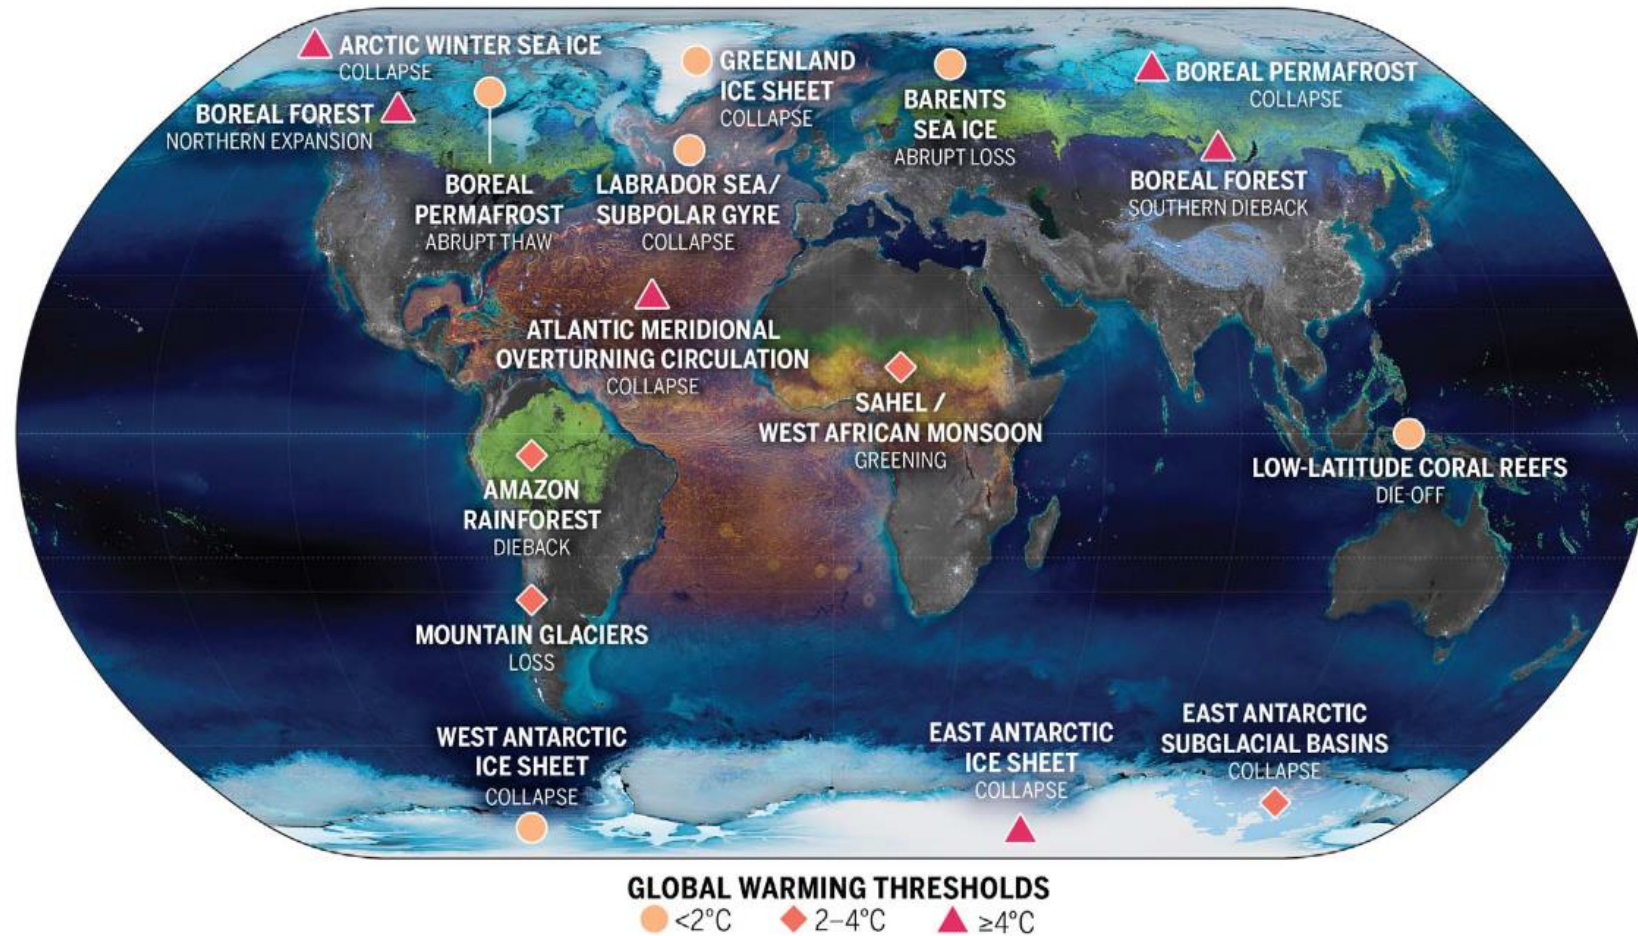 ARCTIC WINTER SEA ICE
COLLAPSE
GREENLAND
ICE SHEET
COLLAPSE
BARENTS
SEA ICE
ABRUPT LOSS
BOREAL PERMAFROST
COLLAPSE
BOREAL FOREST
NORTHERN EXPANSION
BOREAL
PERMAFROST
ABRUPT THAW
LABRADOR SEA/
SUBPOLAR GYRE
COLLAPSE
BOREAL FOREST
SOUTHERN DIEBACK
ATLANTIC MERIDIONAL
OVERTURNING CIRCULATION
COLLAPSE
SAHEL /
WEST AFRICAN MONSOON
GREENING
LOW-LATITUDE CORAL REEFS
DIE-OFF
AMAZON
RAINFOREST
DIEBACK
MOUNTAIN GLACIERS
LOSS
WEST ANTARCTIC
ICE SHEET
COLLAPSE
EAST ANTARCTIC
ICE SHEET
COLLAPSE
EAST ANTARCTIC
SUBGLACIAL BASINS
COLLAPSE
GLOBAL WARMING THRESHOLDS
<2°C 2–4°C ≥4°C